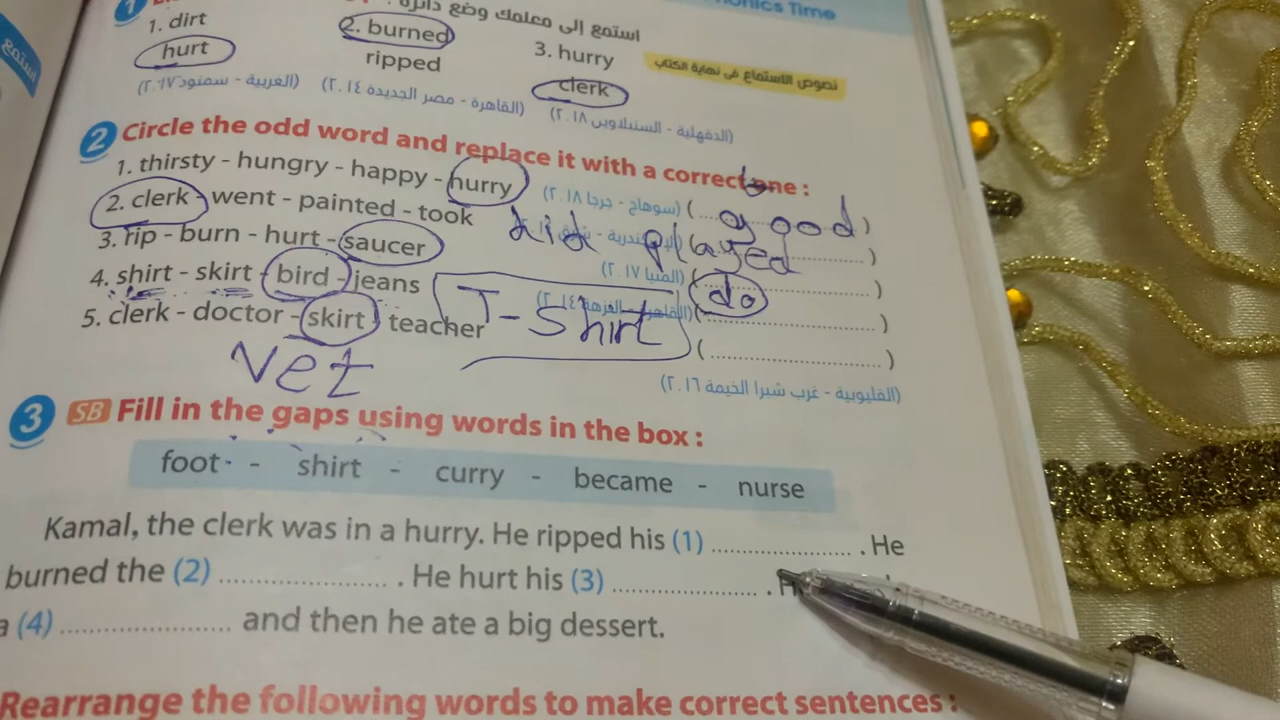 onics Time
استمع إلى معلمك وضع دائرة
1. dirt
2. burned
3. hurry
hurt
ripped
clerk
نصوص الاستماع فى نهاية الكتاب
استمع
(الغربية - سمنود ٢٠١٧) (القاهرة - مصر الجديدة ٢٠١٤) (الدقهلية - السنبلاوين ٢٠١٨)
2 Circle the odd word and replace it with a correct one :
1. thirsty - hungry - happy - hurry (سوهاج - جرجا ٢٠١٨) (.... good)
2. clerk - went - painted - took did played (............)
3. rip - burn - hurt - saucer (المنيا ٢٠١٧) (do ............)
4. shirt - skirt - bird - jeans T-shirt (............)
5. clerk - doctor - skirt - teacher (............)
vet
(القليوبية - غرب شبرا الخيمة ٢٠١٦)
3 SB Fill in the gaps using words in the box :
foot - shirt - curry - became - nurse
Kamal, the clerk was in a hurry. He ripped his (1) ............ . He
burned the (2) ............ . He hurt his (3) ............ .
a (4) ............ and then he ate a big dessert.
Rearrange the following words to make correct sentences :